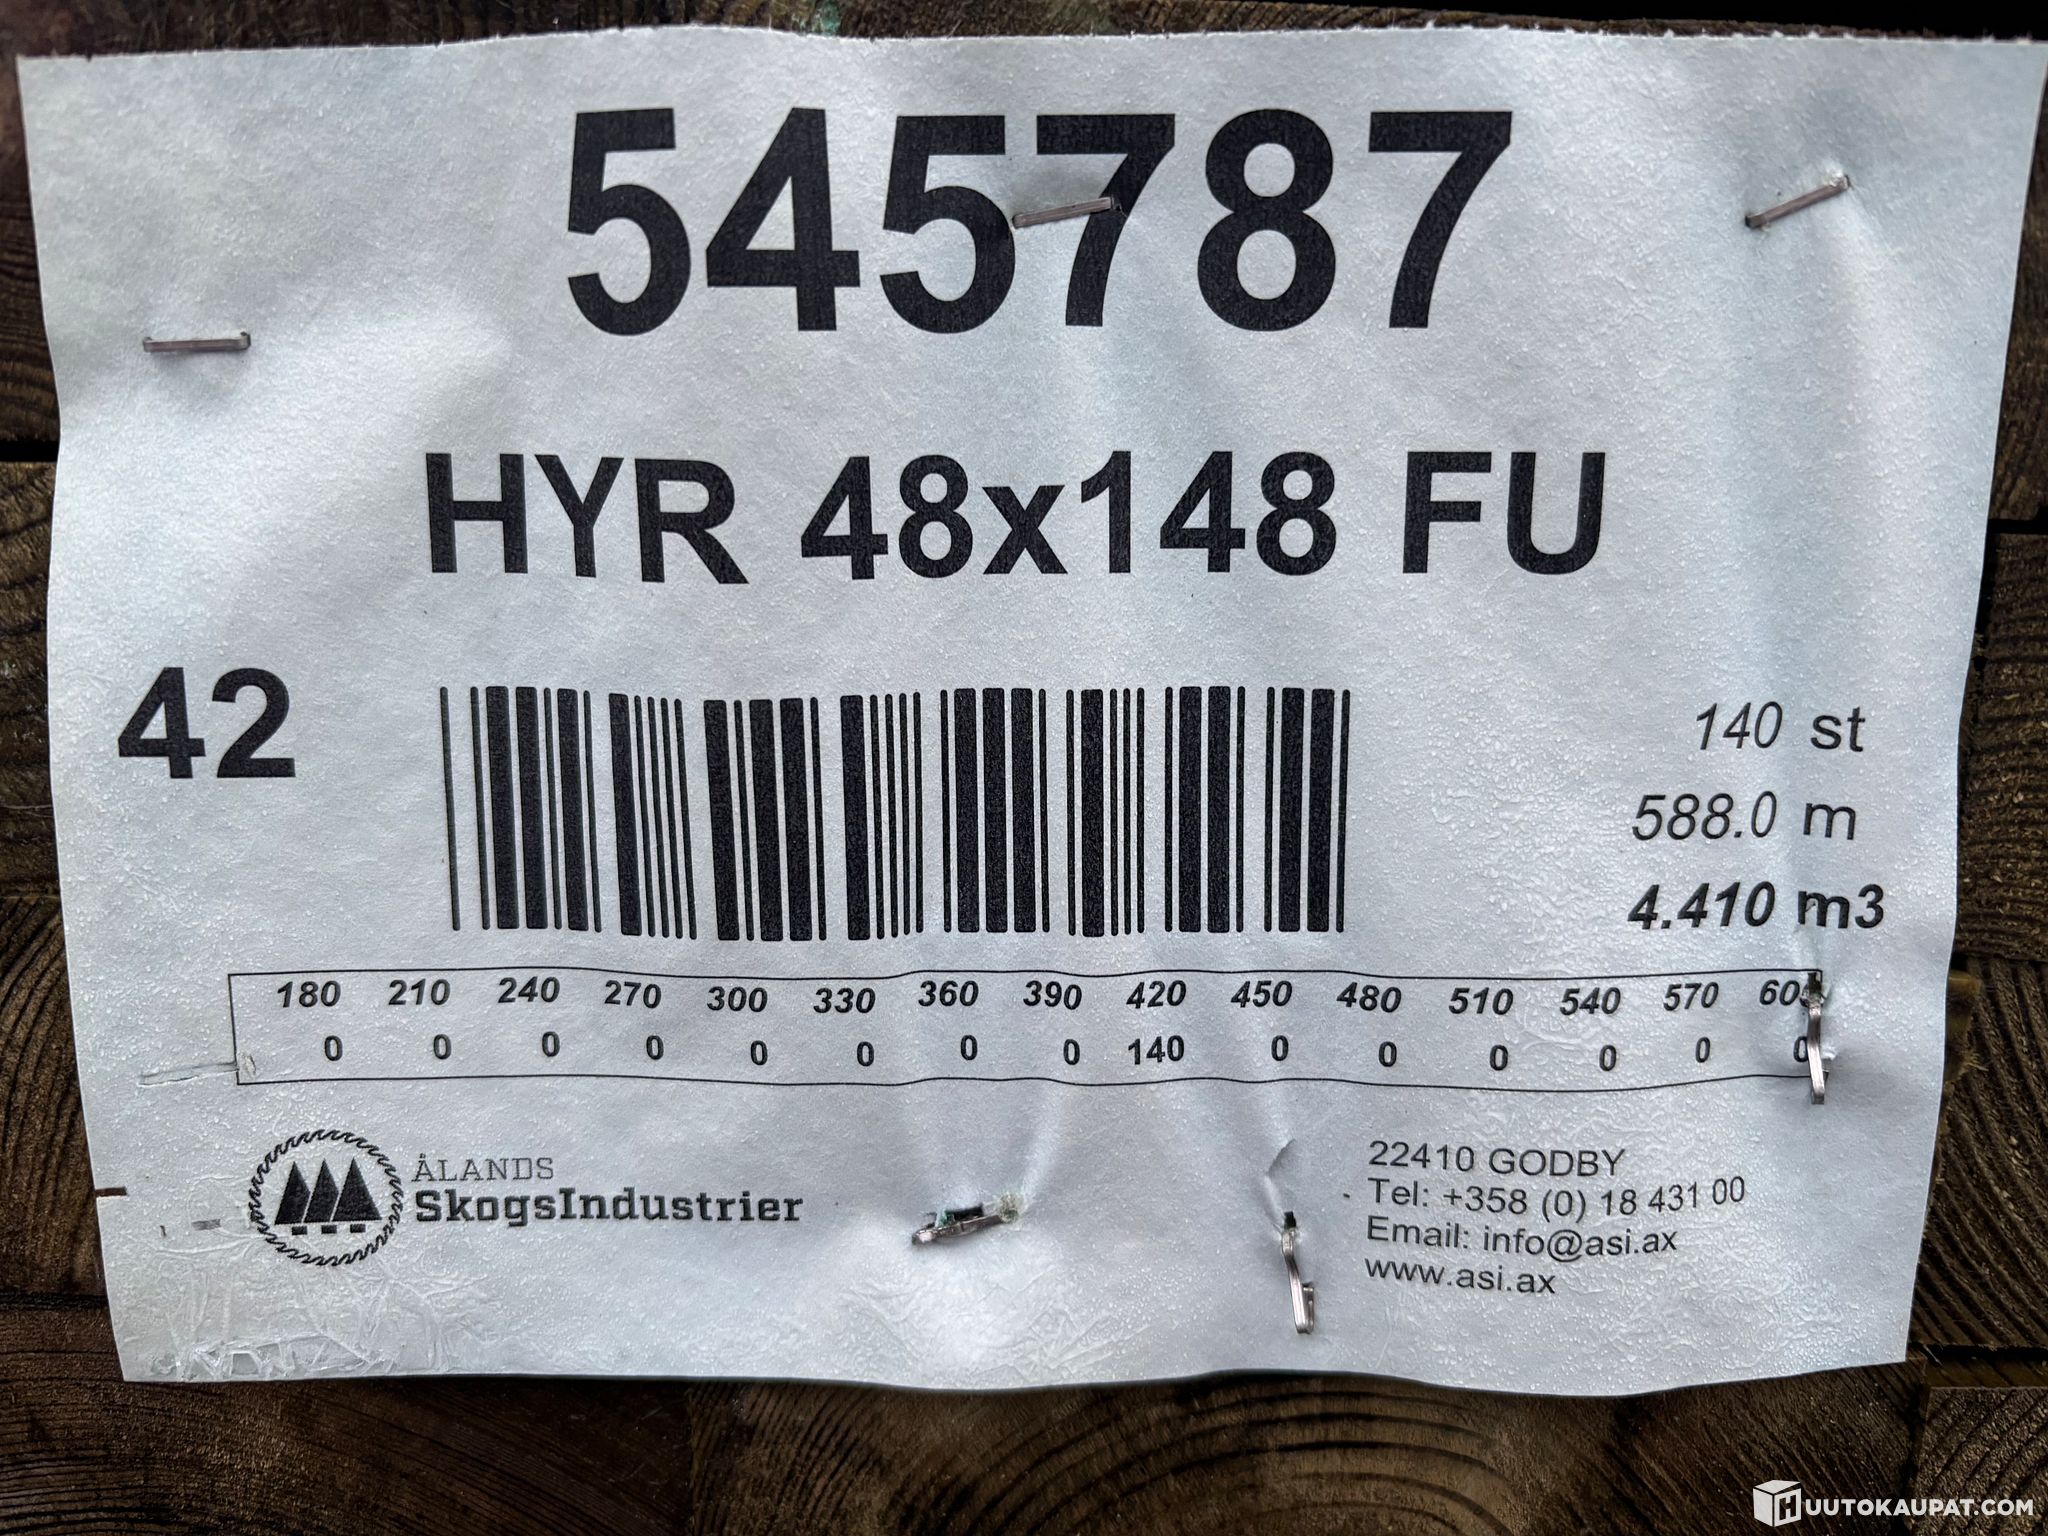 545787
HYR 48x148 FU
42
140 st
588.0 m
4.410 m3
180 210 240 270 300 330 360 390 420 450 480 510 540 570 600
0 0 0 0 0 0 0 0 140 0 0 0 0 0 0
ÅLANDS
SkogsIndustrier
22410 GODBY
Tel: +358 (0) 18 431 00
Email: info@asi.ax
www.asi.ax
HUUTOKAUPAT.COM